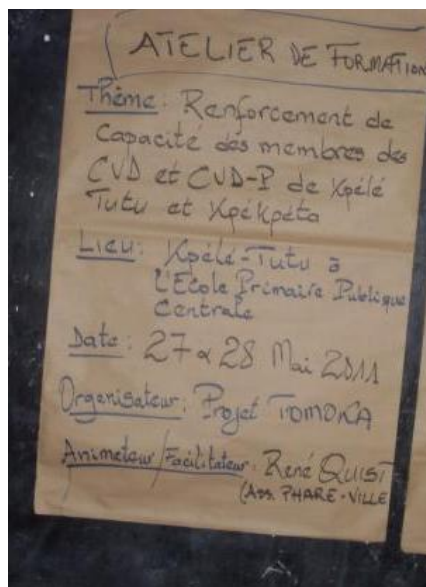 ATELIER DE FORMATION
Thème: Renforcement de
Capacité des membres des
CVD et CVD-P de Kpélé
Tutu et Kpékpéta
Lieu: Kpélé-Tutu à
l'Ecole Primaire Publique
Centrale
Date: 27 & 28 Mai 2011
Organisateur: Projet TOMOKA
Animateur/Facilitateur: René QUIST
(Ass. PHARE-VILLE